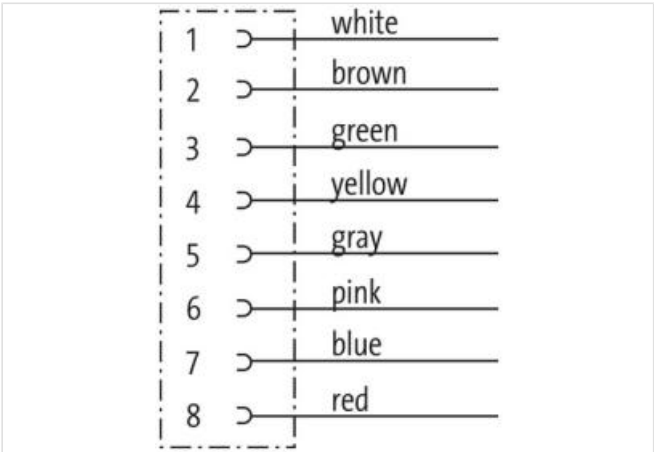 1 white
2 brown
3 green
4 yellow
5 gray
6 pink
7 blue
8 red